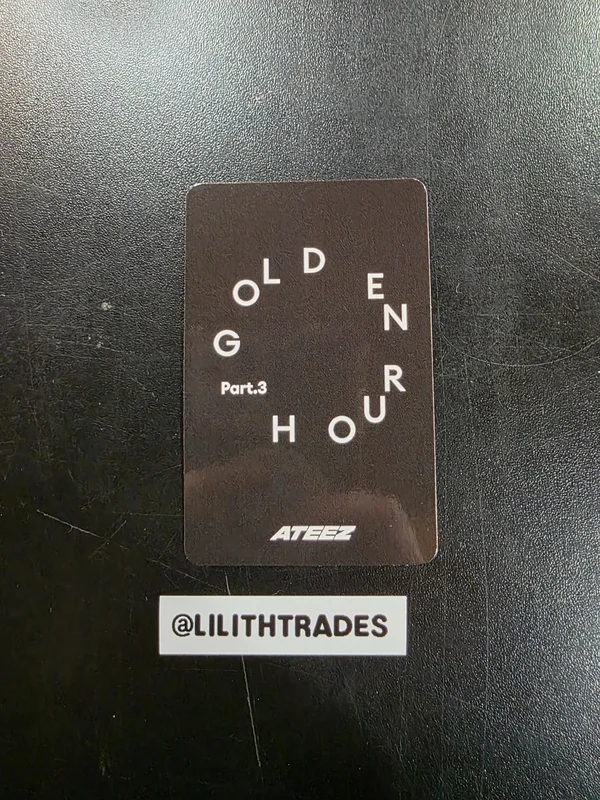 GOLDEN
HOUR
Part.3
ATEEZ
@LILITHTRADES